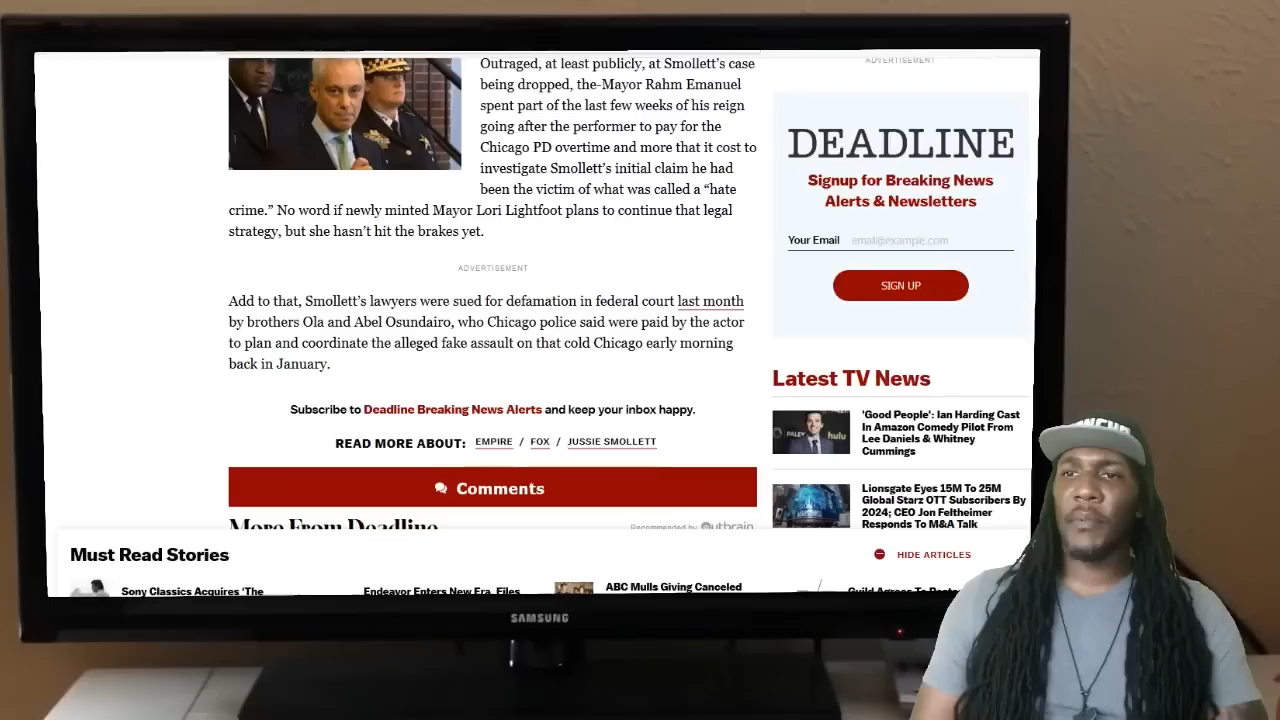 Outraged, at least publicly, at Smollett's case
being dropped, the-Mayor Rahm Emanuel
spent part of the last few weeks of his reign
going after the performer to pay for the
Chicago PD overtime and more that it cost to
investigate Smollett's initial claim he had
been the victim of what was called a “hate
crime.” No word if newly minted Mayor Lori Lightfoot plans to continue that legal
strategy, but she hasn't hit the brakes yet.
ADVERTISEMENT
Add to that, Smollett's lawyers were sued for defamation in federal court last month
by brothers Ola and Abel Osundairo, who Chicago police said were paid by the actor
to plan and coordinate the alleged fake assault on that cold Chicago early morning
back in January.
Subscribe to Deadline Breaking News Alerts and keep your inbox happy.
READ MORE ABOUT: EMPIRE / FOX / JUSSIE SMOLLETT
Comments
More From Deadline
Recommended by Outbrain
ADVERTISEMENT
DEADLINE
Signup for Breaking News
Alerts & Newsletters
Your Email email@example.com
SIGN UP
Latest TV News
'Good People': Ian Harding Cast
In Amazon Comedy Pilot From
Lee Daniels & Whitney
Cummings
PALEY hulu
Lionsgate Eyes 15M To 25M
Global Starz OTT Subscribers By
2024; CEO Jon Feltheimer
Responds To M&A Talk
Must Read Stories
HIDE ARTICLES
Sony Classics Acquires ‘The
Endeavor Enters New Era, Files
ABC Mulls Giving Canceled
Guild Agrees To
SAMSUNG